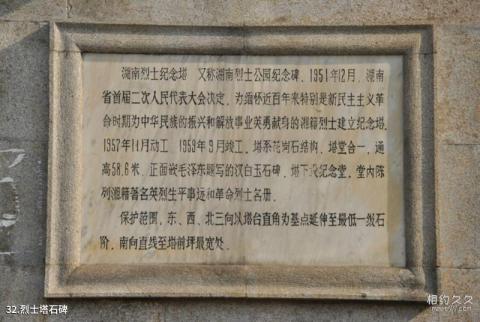 湖南烈士纪念塔 又称湖南烈士公园纪念碑。1951年12月，湖南
省首届二次人民代表大会决定，为缅怀近百年来特别是新民主主义革
命时期为中华民族的振兴和解放事业英勇献身的湘籍烈士建立纪念塔。
1957年11月动工，1959年9月竣工。塔系花岗石结构，塔堂合一，通
高58.6米，正面嵌毛泽东题写的汉白玉石碑，塔下设纪念堂，堂内陈
列湘籍著名英烈生平事迹和革命烈士名册。
保护范围，东、西、北三向以塔台直角为基点延伸至最低一级石
阶，南向直线至塔前坪最宽处。
32.烈士塔石碑
相约久久